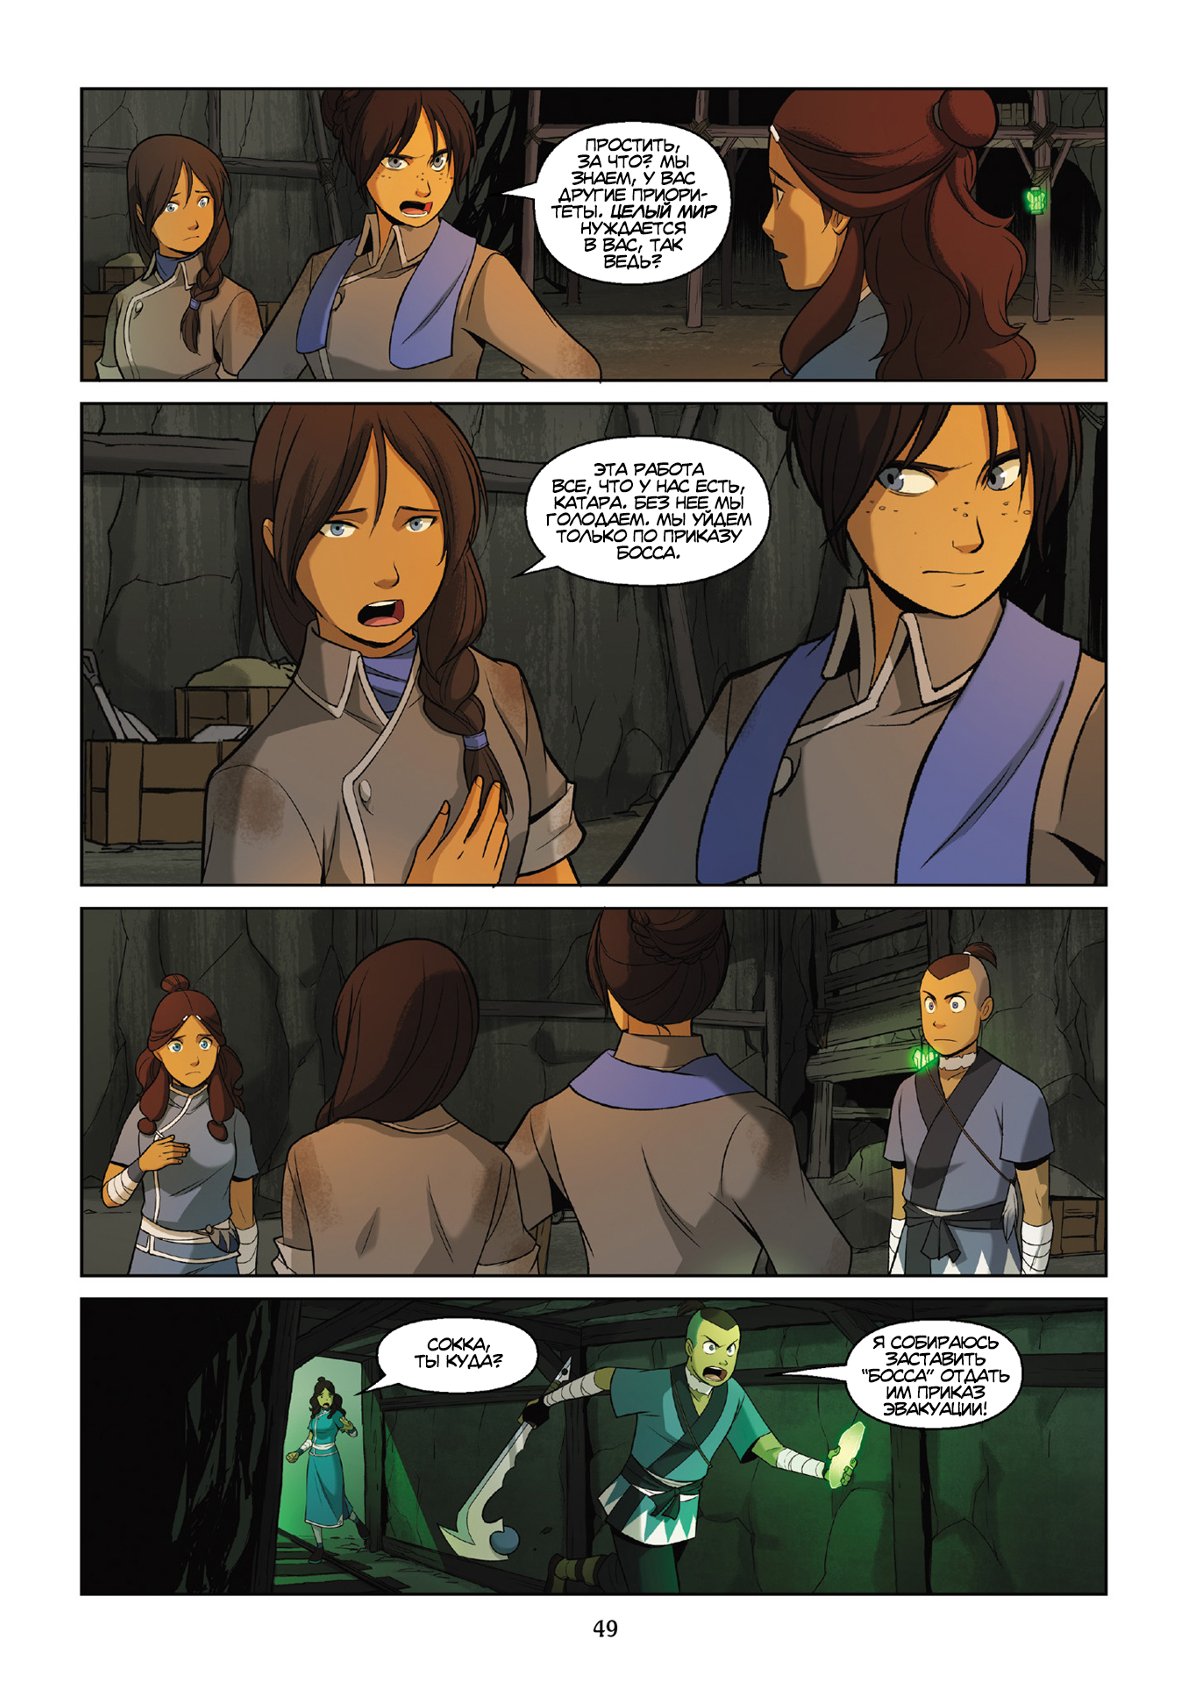 ПРОСТИТЬ,
ЗА ЧТО? МЫ
ЗНАЕМ, У ВАС
ДРУГИЕ ПРИОРИ-
ТЕТЫ. ЦЕЛЫЙ МИР
НУЖДАЕТСЯ
В ВАС, ТАК
ВЕДЬ?
ЭТА РАБОТА
ВСЕ, ЧТО У НАС ЕСТЬ,
КАТАРА. БЕЗ НЕЕ МЫ
ГОЛОДАЕМ. МЫ УЙДЕМ
ТОЛЬКО ПО ПРИКАЗУ
БОССА.
СОККА,
ТЫ КУДА?
Я СОБИРАЮСЬ
ЗАСТАВИТЬ
"БОССА" ОТДАТЬ
ИМ ПРИКАЗ
ЭВАКУАЦИИ!
49